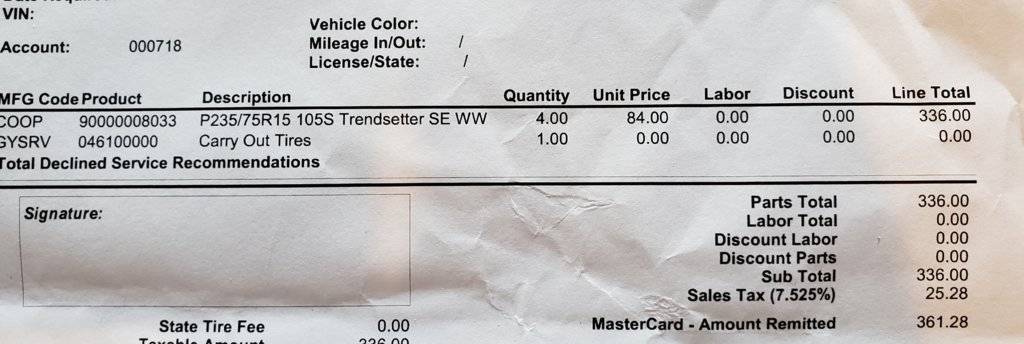 VIN:
Vehicle Color:
Account: 000718 Mileage In/Out: /
License/State: /
MFG Code Product Description Quantity Unit Price Labor Discount Line Total
COOP 90000008033 P235/75R15 105S Trendsetter SE WW 4.00 84.00 0.00 0.00 336.00
GYSRV 046100000 Carry Out Tires 1.00 0.00 0.00 0.00 0.00
Total Declined Service Recommendations
Signature:
Parts Total 336.00
Labor Total 0.00
Discount Labor 0.00
Discount Parts 0.00
Sub Total 336.00
Sales Tax (7.525%) 25.28
State Tire Fee 0.00 MasterCard - Amount Remitted 361.28
Taxable Amount 336.00